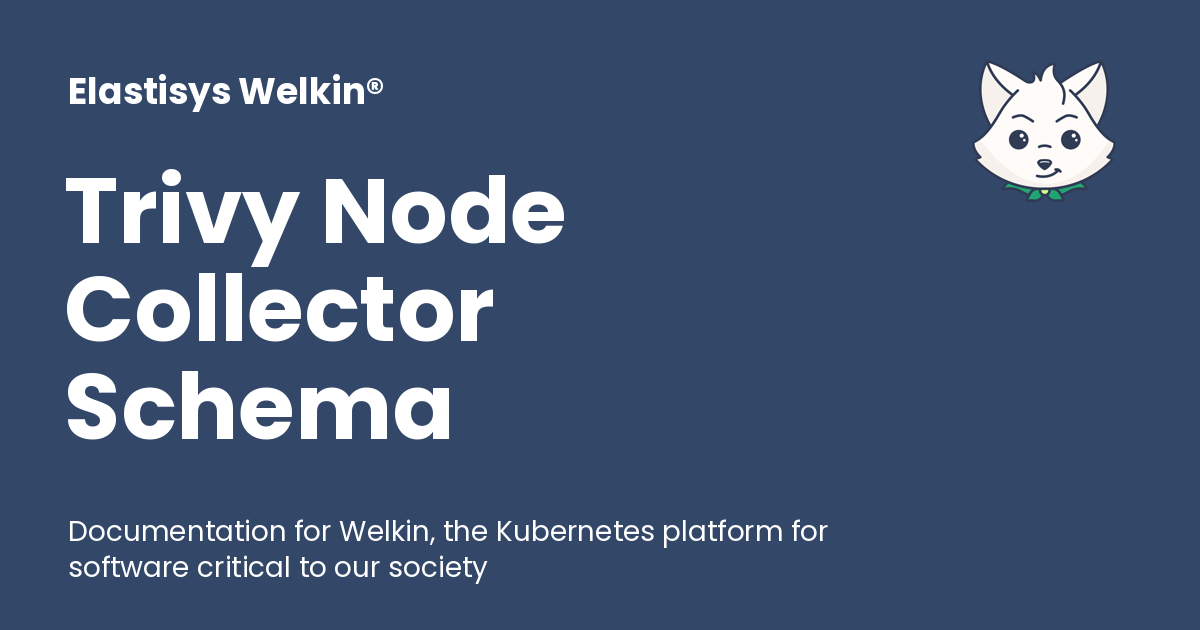 Elastisys Welkin®
Trivy Node
Collector
Schema
Documentation for Welkin, the Kubernetes platform for
software critical to our society